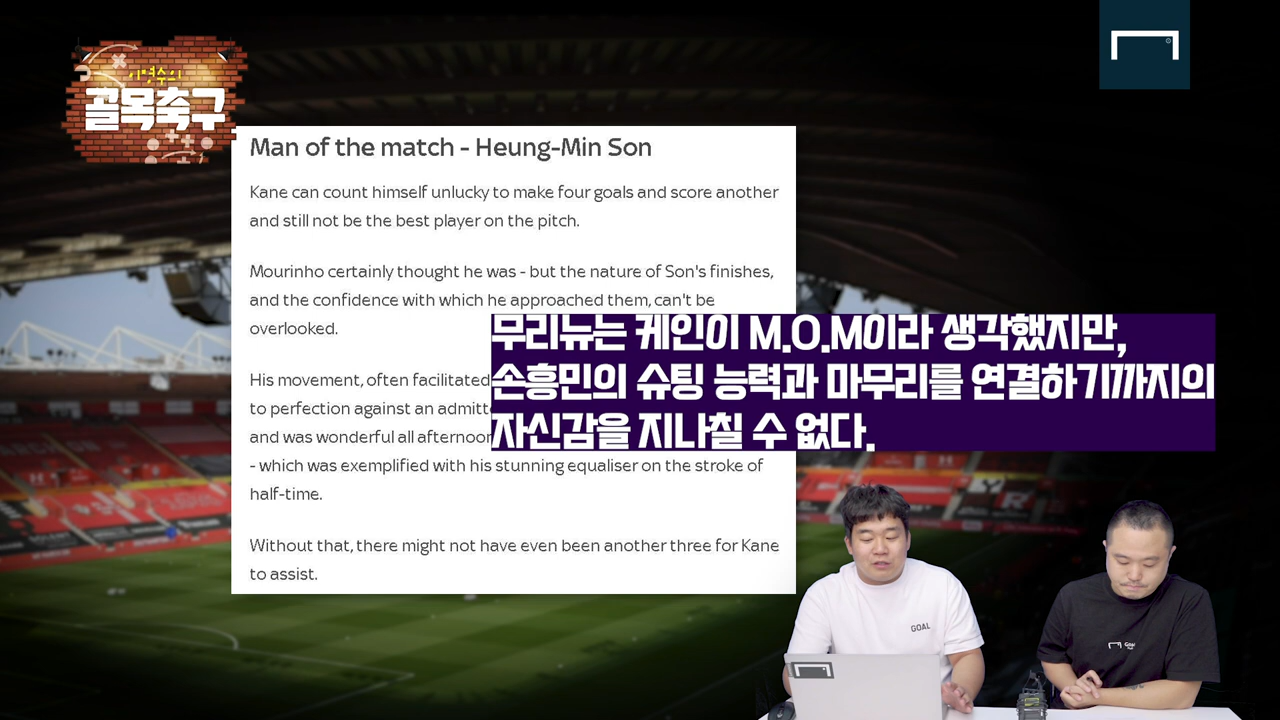 서형욱의
골목축구
Man of the match - Heung-Min Son
Kane can count himself unlucky to make four goals and score another
and still not be the best player on the pitch.
Mourinho certainly thought he was - but the nature of Son's finishes,
and the confidence with which he approached them, can't be
overlooked.
무리뉴는 케인이 M.O.M이라 생각했지만,
손흥민의 슈팅 능력과 마무리를 연결하기까지의
자신감을 지나칠 수 없다.
His movement, often facilitated
to perfection against an admitt
and was wonderful all afternoon
- which was exemplified with his stunning equaliser on the stroke of
half-time.
Without that, there might not have even been another three for Kane
to assist.
GOAL
Goal